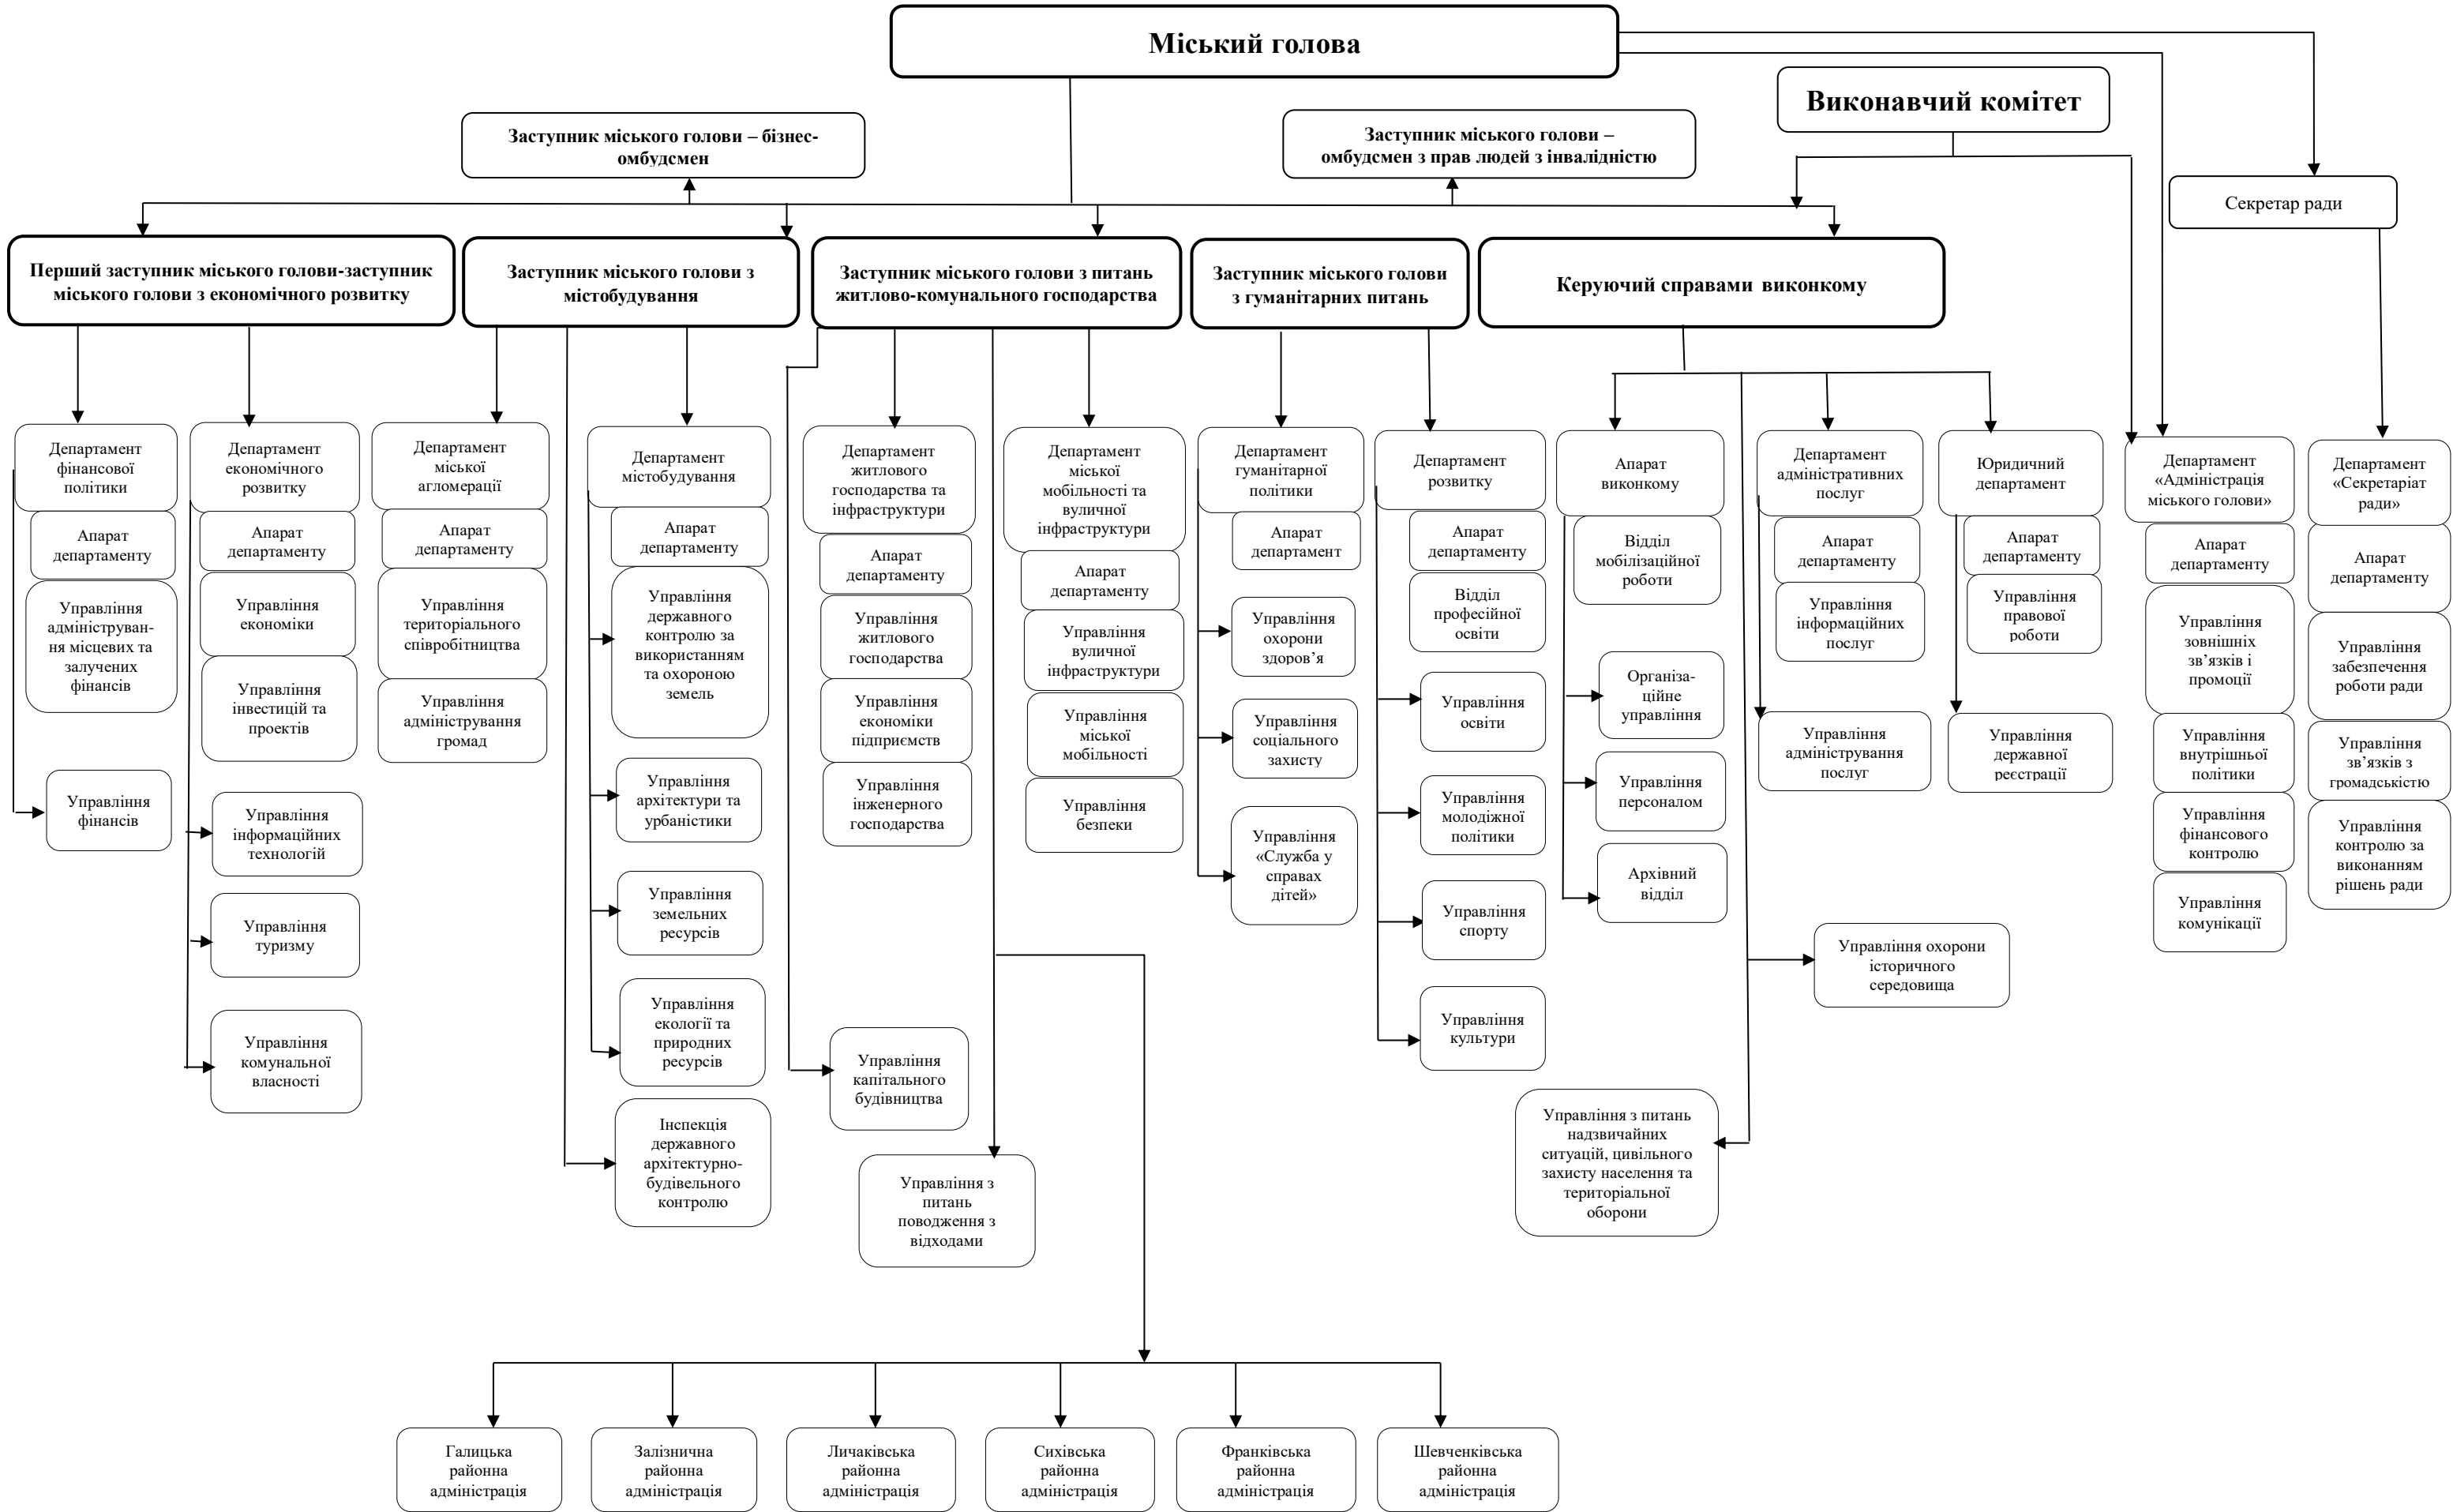 Міський голова
Виконавчий комітет
Заступник міського голови – бізнес-
омбудсмен
Заступник міського голови –
омбудсмен з прав людей з інвалідністю
Секретар ради
Перший заступник міського голови-заступник
міського голови з економічного розвитку
Заступник міського голови з
містобудування
Заступник міського голови з питань
житлово-комунального господарства
Заступник міського голови
з гуманітарних питань
Керуючий справами виконкому
Департамент
фінансової
політики
Апарат
департаменту
Управління
адмініструван-
ня місцевих та
залучених
фінансів
Управління
фінансів
Департамент
економічного
розвитку
Апарат
департаменту
Управління
економіки
Управління
інвестицій та
проектів
Управління
інформаційних
технологій
Управління
туризму
Управління
комунальної
власності
Департамент
міської
агломерації
Апарат
департаменту
Управління
територіального
співробітництва
Управління
адміністрування
громад
Департамент
містобудування
Апарат
департаменту
Управління
державного
контролю за
використанням
та охороною
земель
Управління
архітектури та
урбаністики
Управління
земельних
ресурсів
Управління
екології та
природних
ресурсів
Інспекція
державного
архітектурно-
будівельного
контролю
Департамент
житлового
господарства та
інфраструктури
Апарат
департаменту
Управління
житлового
господарства
Управління
економіки
підприємств
Управління
інженерного
господарства
Управління
капітального
будівництва
Управління з
питань
поводження з
відходами
Департамент
міської
мобільності та
вуличної
інфраструктури
Апарат
департаменту
Управління
вуличної
інфраструктури
Управління
міської
мобільності
Управління
безпеки
Департамент
гуманітарної
політики
Апарат
департамент
Управління
охорони
здоров’я
Управління
соціального
захисту
Управління
«Служба у
справах
дітей»
Департамент
розвитку
Апарат
департаменту
Відділ
професійної
освіти
Управління
освіти
Управління
молодіжної
політики
Управління
спорту
Управління
культури
Апарат
виконкому
Відділ
мобілізаційної
роботи
Організа-
ційне
управління
Управління
персоналом
Архівний
відділ
Департамент
адміністративних
послуг
Апарат
департаменту
Управління
інформаційних
послуг
Управління
адміністрування
послуг
Юридичний
департамент
Апарат
департаменту
Управління
правової
роботи
Управління
державної
реєстрації
Управління охорони
історичного
середовища
Управління з питань
надзвичайних
ситуацій, цивільного
захисту населення та
територіальної
оборони
Департамент
«Адміністрація
міського голови»
Апарат
департаменту
Управління
зовнішніх
зв’язків і
промоції
Управління
внутрішньої
політики
Управління
фінансового
контролю
Управління
комунікації
Департамент
«Секретаріат
ради»
Апарат
департаменту
Управління
забезпечення
роботи ради
Управління
зв’язків з
громадськістю
Управління
контролю за
виконанням
рішень ради
Галицька
районна
адміністрація
Залізнична
районна
адміністрація
Личаківська
районна
адміністрація
Сихівська
районна
адміністрація
Франківська
районна
адміністрація
Шевченківська
районна
адміністрація